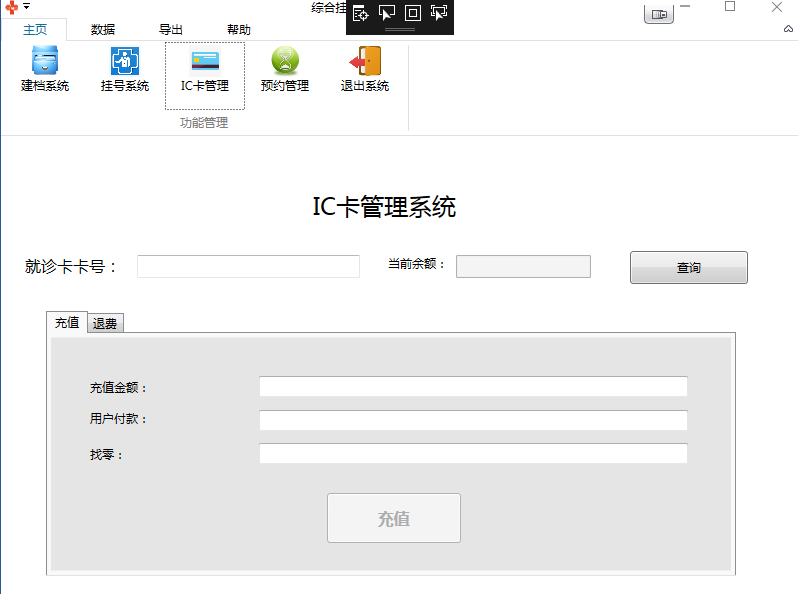 综合挂
主页 数据 导出 帮助
建档系统 挂号系统 IC卡管理 预约管理 退出系统
功能管理
IC卡管理系统
就诊卡卡号： 当前余额： 查询
充值 退费
充值金额：
用户付款：
找零：
充值